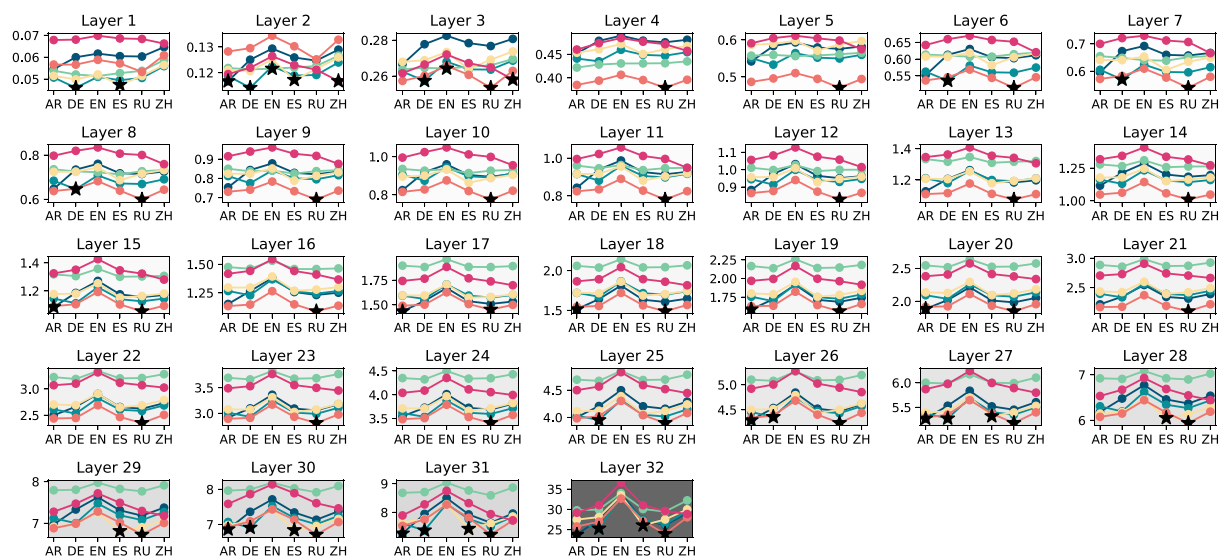 Layer 1 Layer 2 Layer 3 Layer 4 Layer 5 Layer 6 Layer 7
0.07 0.06 0.05 0.13 0.12 0.28 0.26 0.45 0.40 0.6 0.5 0.65 0.60 0.55 0.7 0.6
AR DE EN ES RU ZH AR DE EN ES RU ZH AR DE EN ES RU ZH AR DE EN ES RU ZH AR DE EN ES RU ZH AR DE EN ES RU ZH AR DE EN ES RU ZH
Layer 8 Layer 9 Layer 10 Layer 11 Layer 12 Layer 13 Layer 14
0.8 0.6 0.9 0.8 0.7 1.0 0.8 1.0 0.8 1.1 1.0 0.9 1.4 1.2 1.25 1.00
AR DE EN ES RU ZH AR DE EN ES RU ZH AR DE EN ES RU ZH AR DE EN ES RU ZH AR DE EN ES RU ZH AR DE EN ES RU ZH AR DE EN ES RU ZH
Layer 15 Layer 16 Layer 17 Layer 18 Layer 19 Layer 20 Layer 21
1.4 1.2 1.50 1.25 1.75 1.50 2.0 1.5 2.25 2.00 1.75 1.50 2.5 2.0 3.0 2.5
AR DE EN ES RU ZH AR DE EN ES RU ZH AR DE EN ES RU ZH AR DE EN ES RU ZH AR DE EN ES RU ZH AR DE EN ES RU ZH AR DE EN ES RU ZH
Layer 22 Layer 23 Layer 24 Layer 25 Layer 26 Layer 27 Layer 28
3.0 2.5 3.5 3.0 4.5 4.0 3.5 4.5 4.0 5.0 4.5 6.0 5.5 7 6
AR DE EN ES RU ZH AR DE EN ES RU ZH AR DE EN ES RU ZH AR DE EN ES RU ZH AR DE EN ES RU ZH AR DE EN ES RU ZH AR DE EN ES RU ZH
Layer 29 Layer 30 Layer 31 Layer 32
8 7 8 7 9 8 35 30 25
AR DE EN ES RU ZH AR DE EN ES RU ZH AR DE EN ES RU ZH AR DE EN ES RU ZH